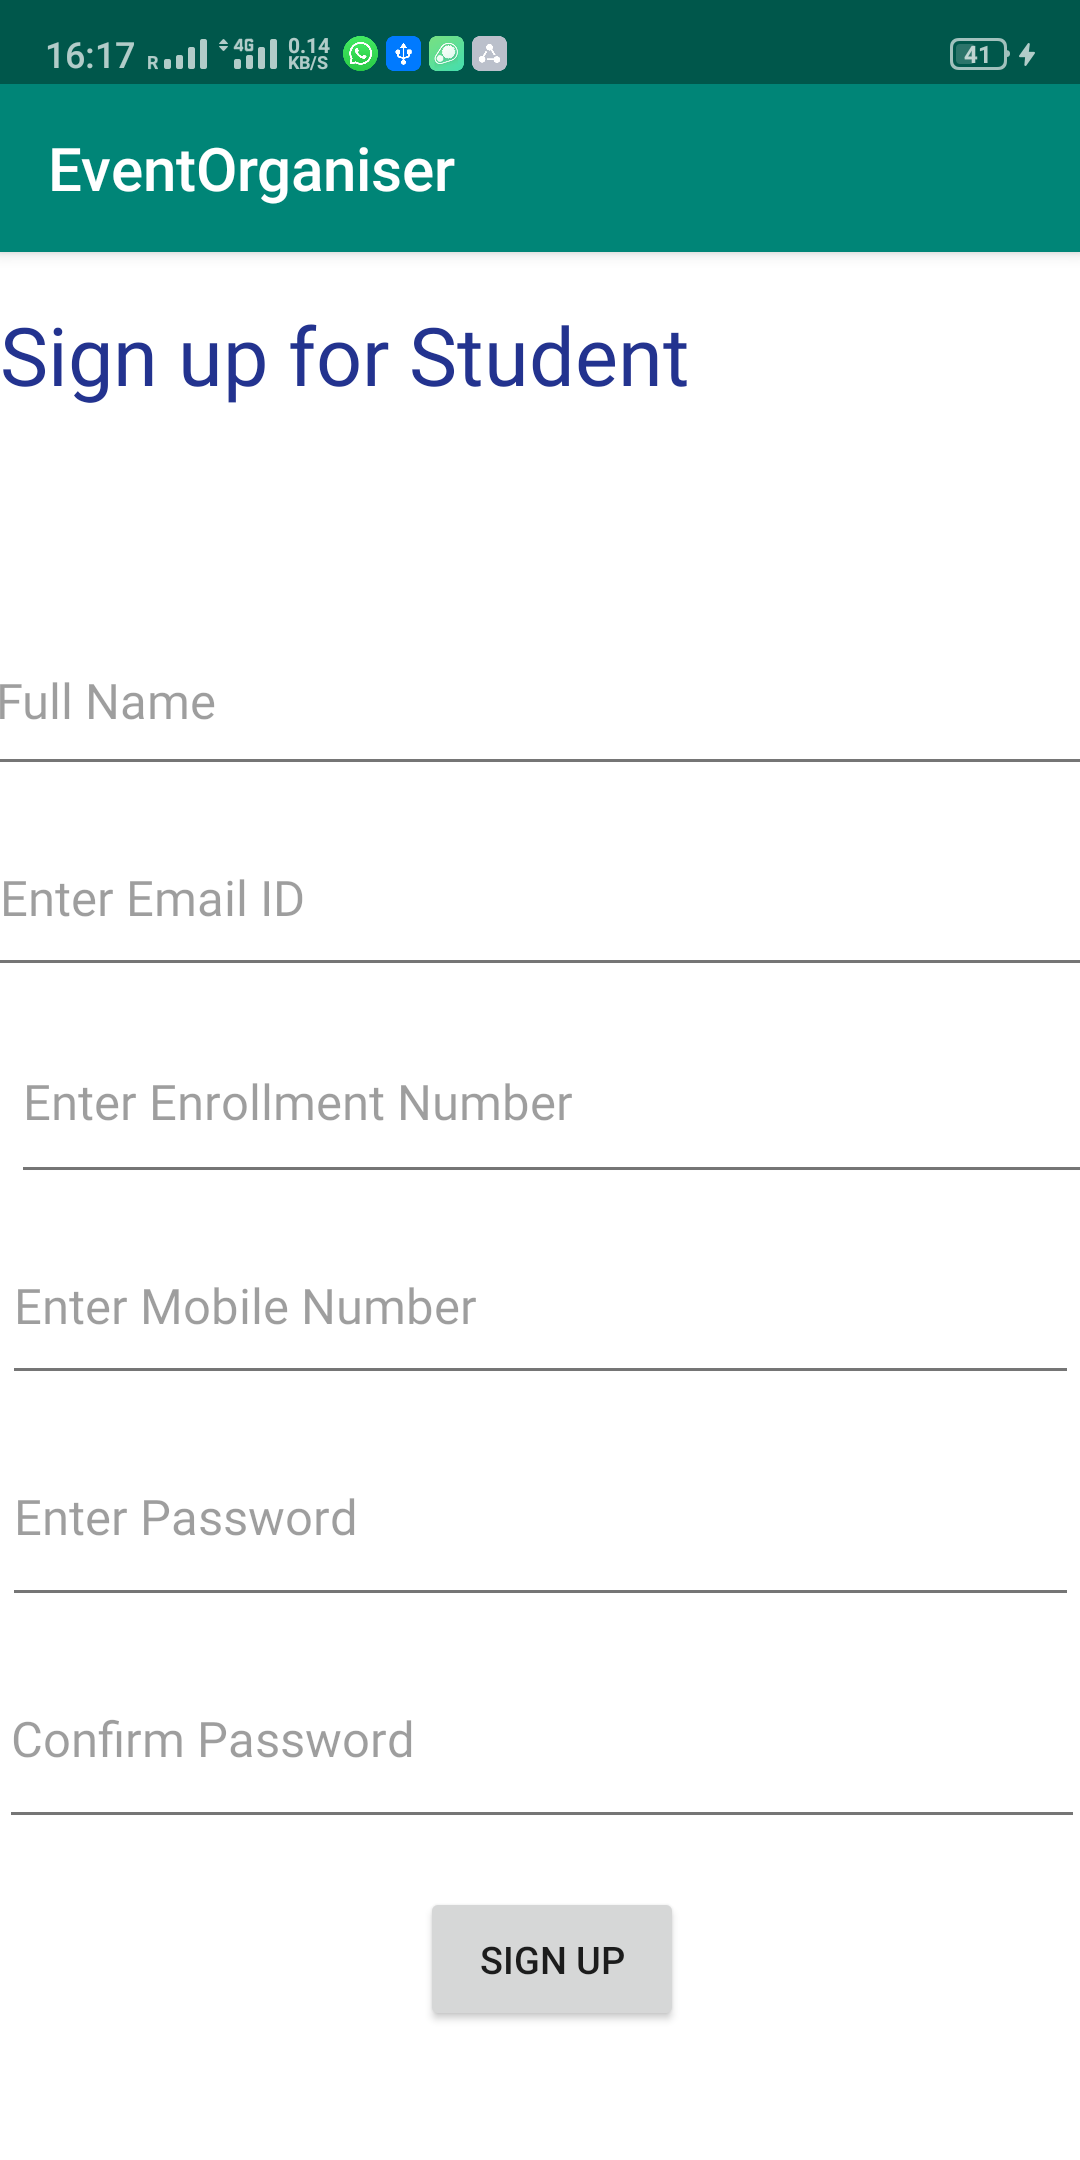 16:17 R 4G 0.14 KB/S 41
EventOrganiser
Sign up for Student
Full Name
Enter Email ID
Enter Enrollment Number
Enter Mobile Number
Enter Password
Confirm Password
SIGN UP